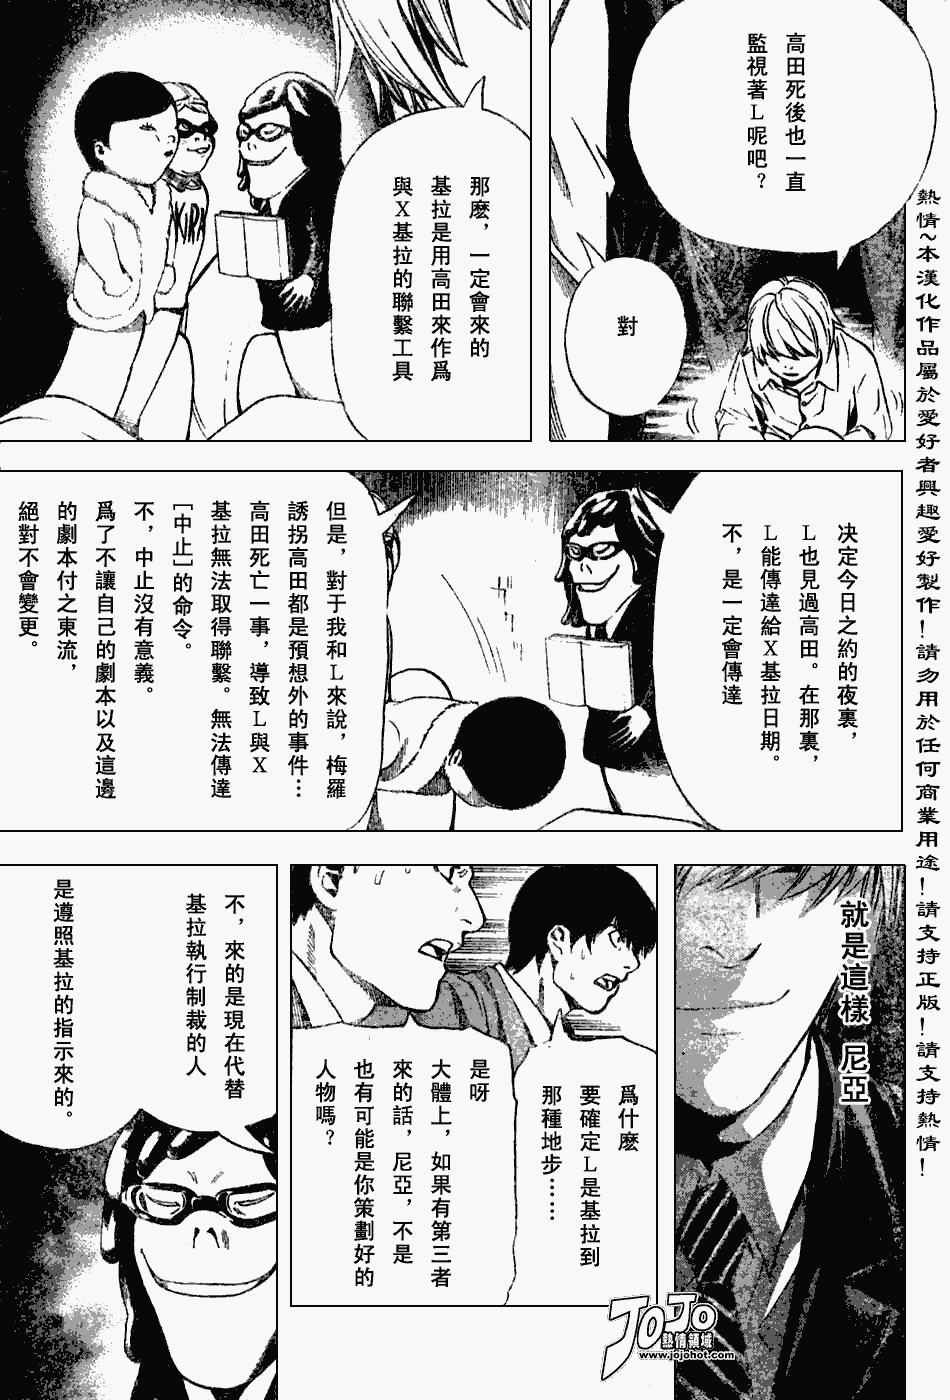 高田死後也一直
監視著L呢吧?
對
那麽,一定會來的
基拉是用高田來作爲
與X基拉的聯繫工具
KIRA
决定今日之約的夜裏,
L也見過高田。在那裏,
L能傳達給X基拉日期。
不,是一定會傳達
但是,對于我和L來說,梅羅
誘拐高田都是預想外的事件…
高田死亡一事,導致L與X
基拉無法取得聯繫。無法傳達
[中止]的命令。
不,中止沒有意義。
爲了不讓自己的劇本以及這邊
的劇本付之東流,
絕對不會變更。
就是這樣 尼亞
爲什麽
要確定L是基拉到
那種地步……
是呀
大體上,如果有第三者
來的話,尼亞,不是
也有可能是你策劃好的
人物嗎?
不,來的是現在代替
基拉執行制裁的人
是遵照基拉的指示來的。
熱情~本漢化作品屬於愛好者興趣愛好製作!請勿用於任何商業用途!請支持正版!請支持熱情!
JOJO
熱情領域
www.jojohot.com